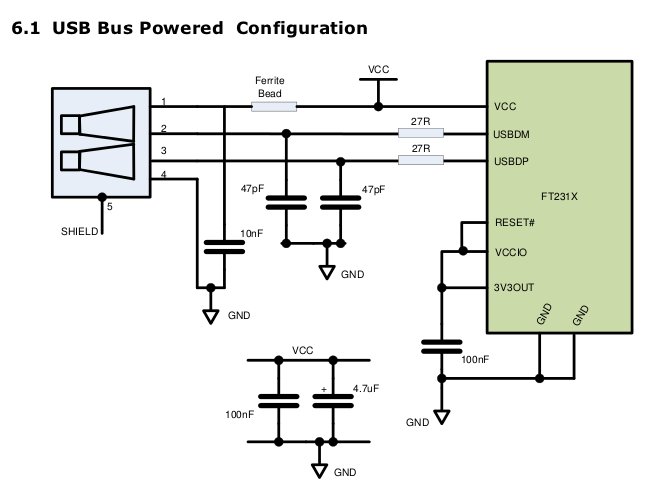 6.1 USB Bus Powered Configuration
VCC
Ferrite
Bead
1
VCC
27R
2
USBDM
27R
3
USBDP
4
47pF
47pF
FT231X
5
SHIELD
RESET#
10nF
VCCIO
GND
3V3OUT
GND
GND
GND
VCC
100nF
+
4.7uF
100nF
GND
GND